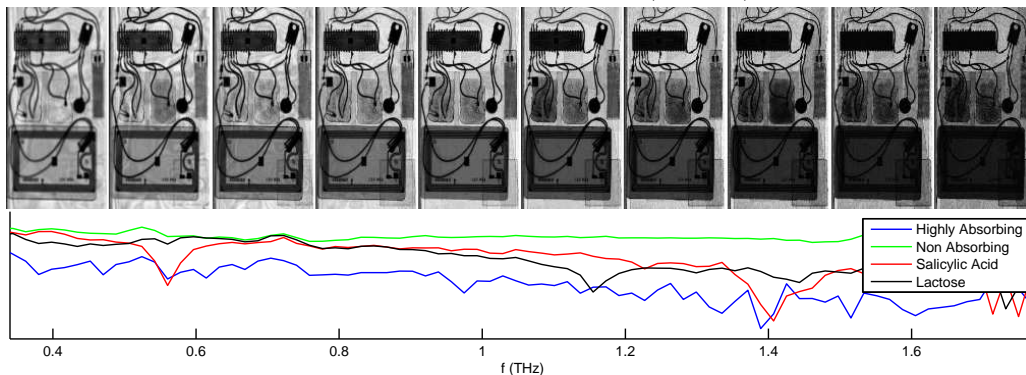 Highly Absorbing
Non Absorbing
Salicylic Acid
Lactose
0.4 0.6 0.8 1 1.2 1.4 1.6
f (THz)